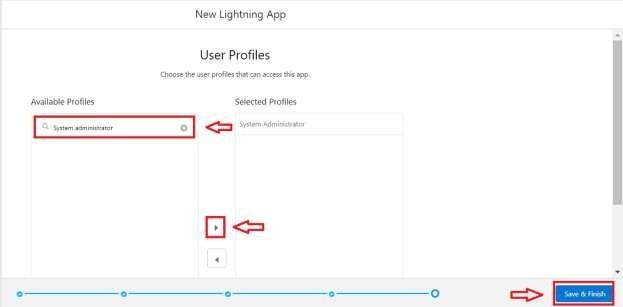 New Lightning App
User Profiles
Choose the user profiles that can access this app.
Available Profiles
Selected Profiles
System administrator
System Administrator
Save & Finish